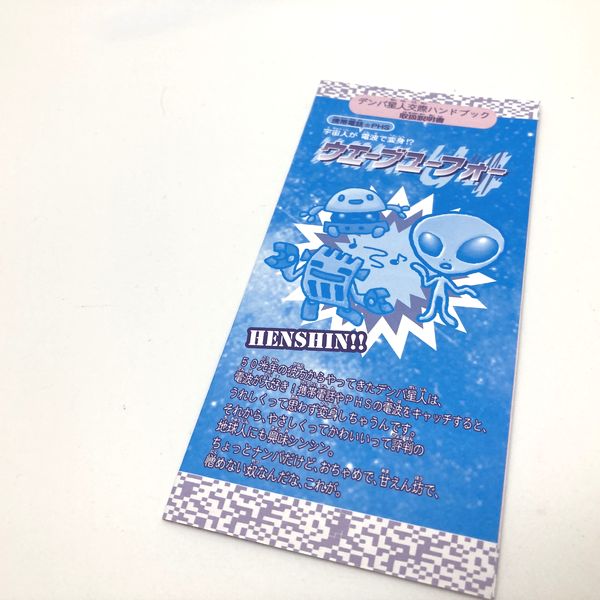 デンパ星人交際ハンドブック
取扱説明書
携帯電話・PHS
宇宙人が 電波で変身!?
ウエーブユーフォー
HENSHIN!!
50光年の彼方からやってきたデンパ星人は、
電波が大好き!携帯電話やPHSの電波をキャッチすると、
うれしくって思わず変身しちゃうんです。
それから、やさしくってかわいいって評判の
地球人にも興味シンシン。
ちょっとナンパだけど、おちゃめで、甘えん坊で、
憎めない奴なんだな、これが。